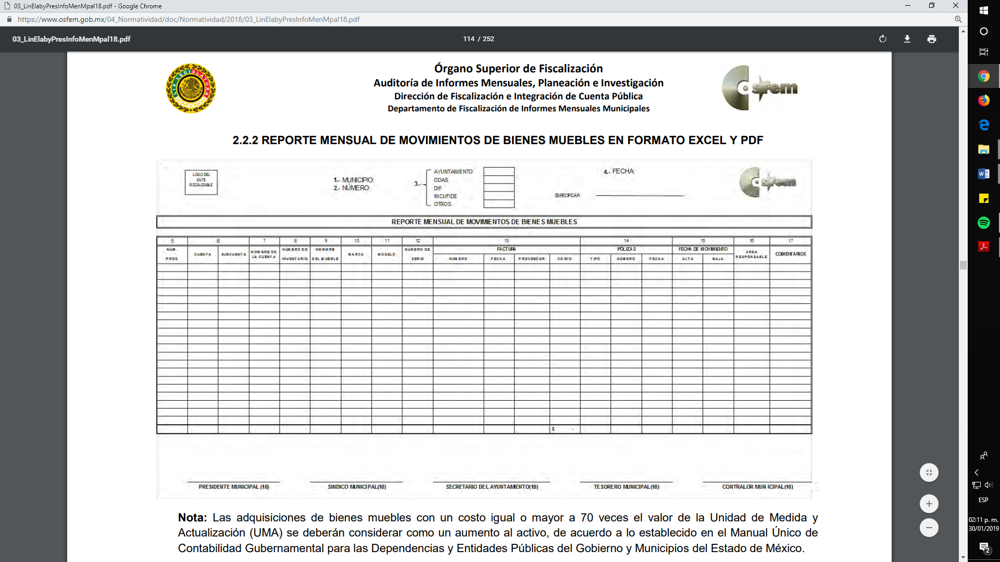 03_LinElabyPresInfoMenMpal18.pdf - Google Chrome
https://www.osfem.gob.mx/04_Normatividad/doc/Normatividad/2018/03_LinElabyPresInfoMenMpal18.pdf
03_LinElabyPresInfoMenMpal18.pdf
114 / 252
LIX LEGISLATURA
Órgano Superior de Fiscalización
Auditoría de Informes Mensuales, Planeación e Investigación
Dirección de Fiscalización e Integración de Cuenta Pública
Departamento de Fiscalización de Informes Mensuales Municipales
osfem
2.2.2 REPORTE MENSUAL DE MOVIMIENTOS DE BIENES MUEBLES EN FORMATO EXCEL Y PDF
LOGO DEL
ENTE
FIZCALIZABLE
1.- MUNICIPIO:
2.- NÚMERO:
3.-
AYUNTAMIENTO
ODAS
DIF
IMCUFIDE
OTROS
4.- FECHA:
ESPECIFICAR
osfem
REPORTE MENSUAL DE MOVIMIENTOS DE BIENES MUEBLES
5 6 7 8 9 10 11 12 13 14 15 16 17
NÚM. PROG
CUENTA
SUBCUENTA
NOMBRE DE LA CUENTA
NÚMERO DE INVENTARIO
NOMBRE DEL MUEBLE
MARCA
MODELO
NÚMERO DE SERIE
FACTURA
NÚMERO FECHA PROVEEDOR COSTO
PÓLIZAS
TIPO NÚMERO FECHA
FECHA DE MOVIMIENTO
ALTA BAJA
AREA RESPONSABLE
COMENTARIOS
$ -
PRESIDENTE MUNICIPAL (18)
SINDICO MUNICIPAL(18)
SECRETARIO DEL AYUNTAMIENTO(18)
TESORERO MUNICIPAL(18)
CONTRALOR MUNICIPAL(18)
Nota: Las adquisiciones de bienes muebles con un costo igual o mayor a 70 veces el valor de la Unidad de Medida y
Actualización (UMA) se deberán considerar como un aumento al activo, de acuerdo a lo establecido en el Manual Único de
Contabilidad Gubernamental para las Dependencias y Entidades Públicas del Gobierno y Municipios del Estado de México.
ESP
02:11 p. m.
30/01/2019
2